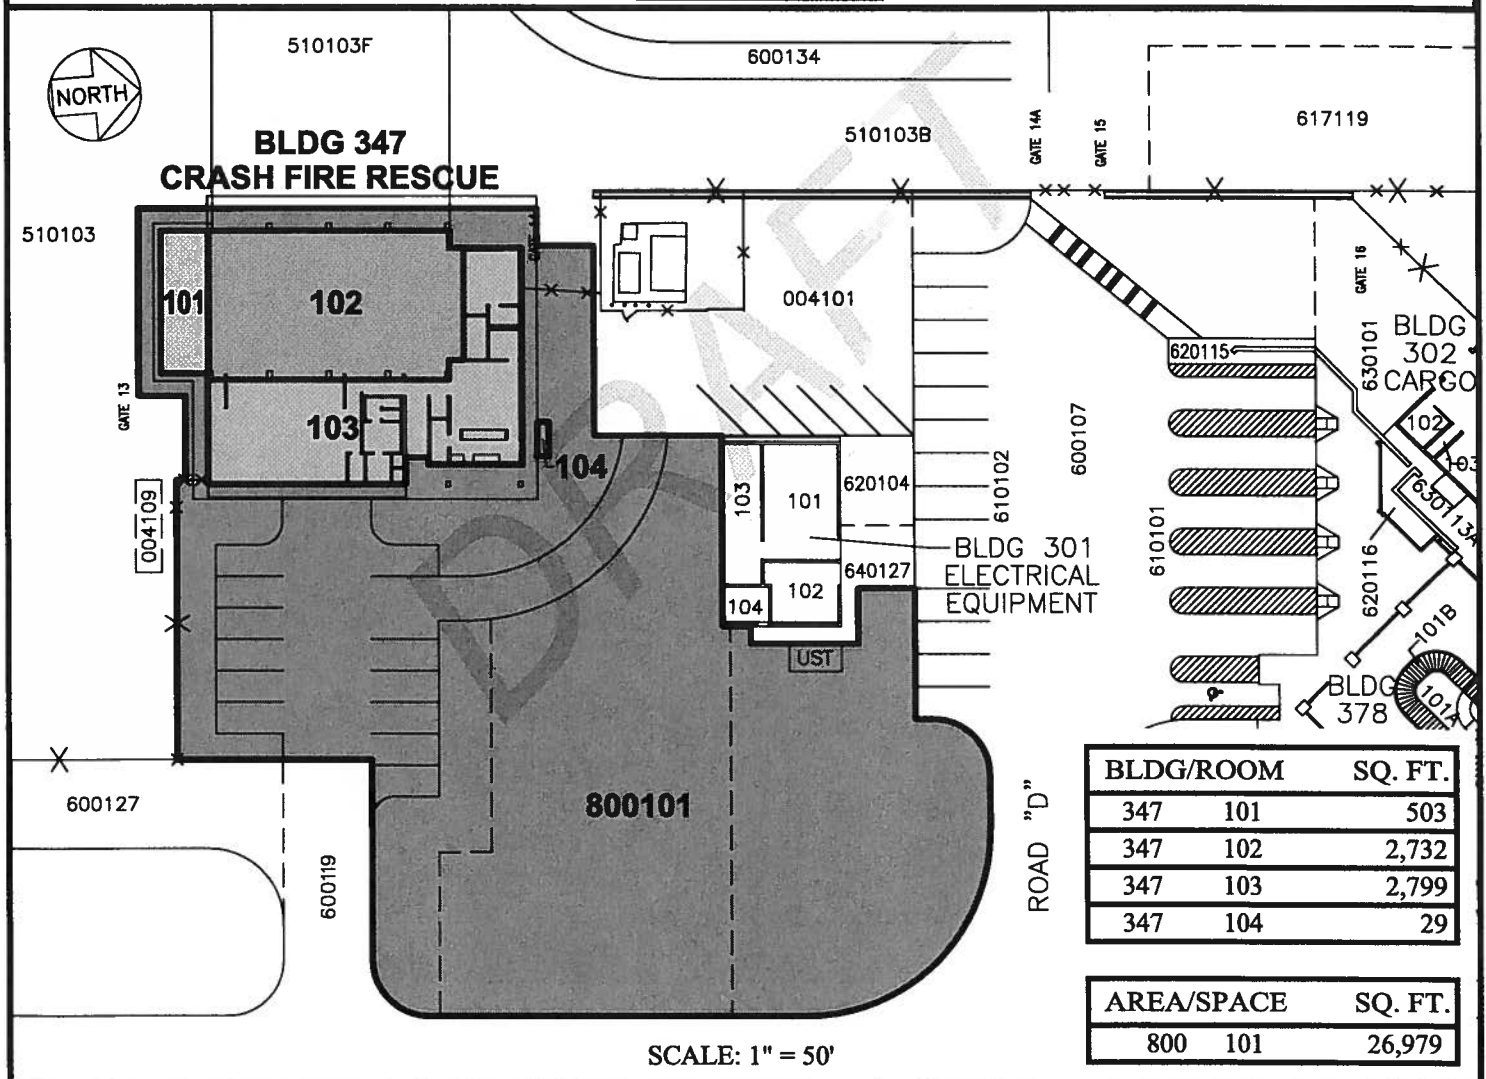 510103F
600134
NORTH
617119
GATE 14A
GATE 15
510103B
BLDG 347
CRASH FIRE RESCUE
510103
101
102
004101
GATE 16
630101
BLDG
302
CARGO
620115
GATE 13
103
104
102
103
600107
004109
103
101
620104
610102
610101
BLDG 301
ELECTRICAL
EQUIPMENT
640127
102
104
620116
630113A
101B
UST
BLDG
378
101A
600127
800101
600119
ROAD "D"
BLDG/ROOM SQ. FT.
347 101 503
347 102 2,732
347 103 2,799
347 104 29
AREA/SPACE SQ. FT.
800 101 26,979
SCALE: 1" = 50'
DRAFT